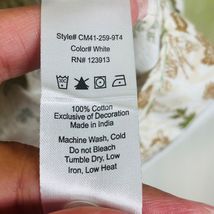 Style# CM41-259-9T4
Color# White
RN# 123913
100% Cotton
Exclusive of Decoration
Made in India
Machine Wash, Cold
Do not Bleach
Tumble Dry, Low
Iron, Low Heat